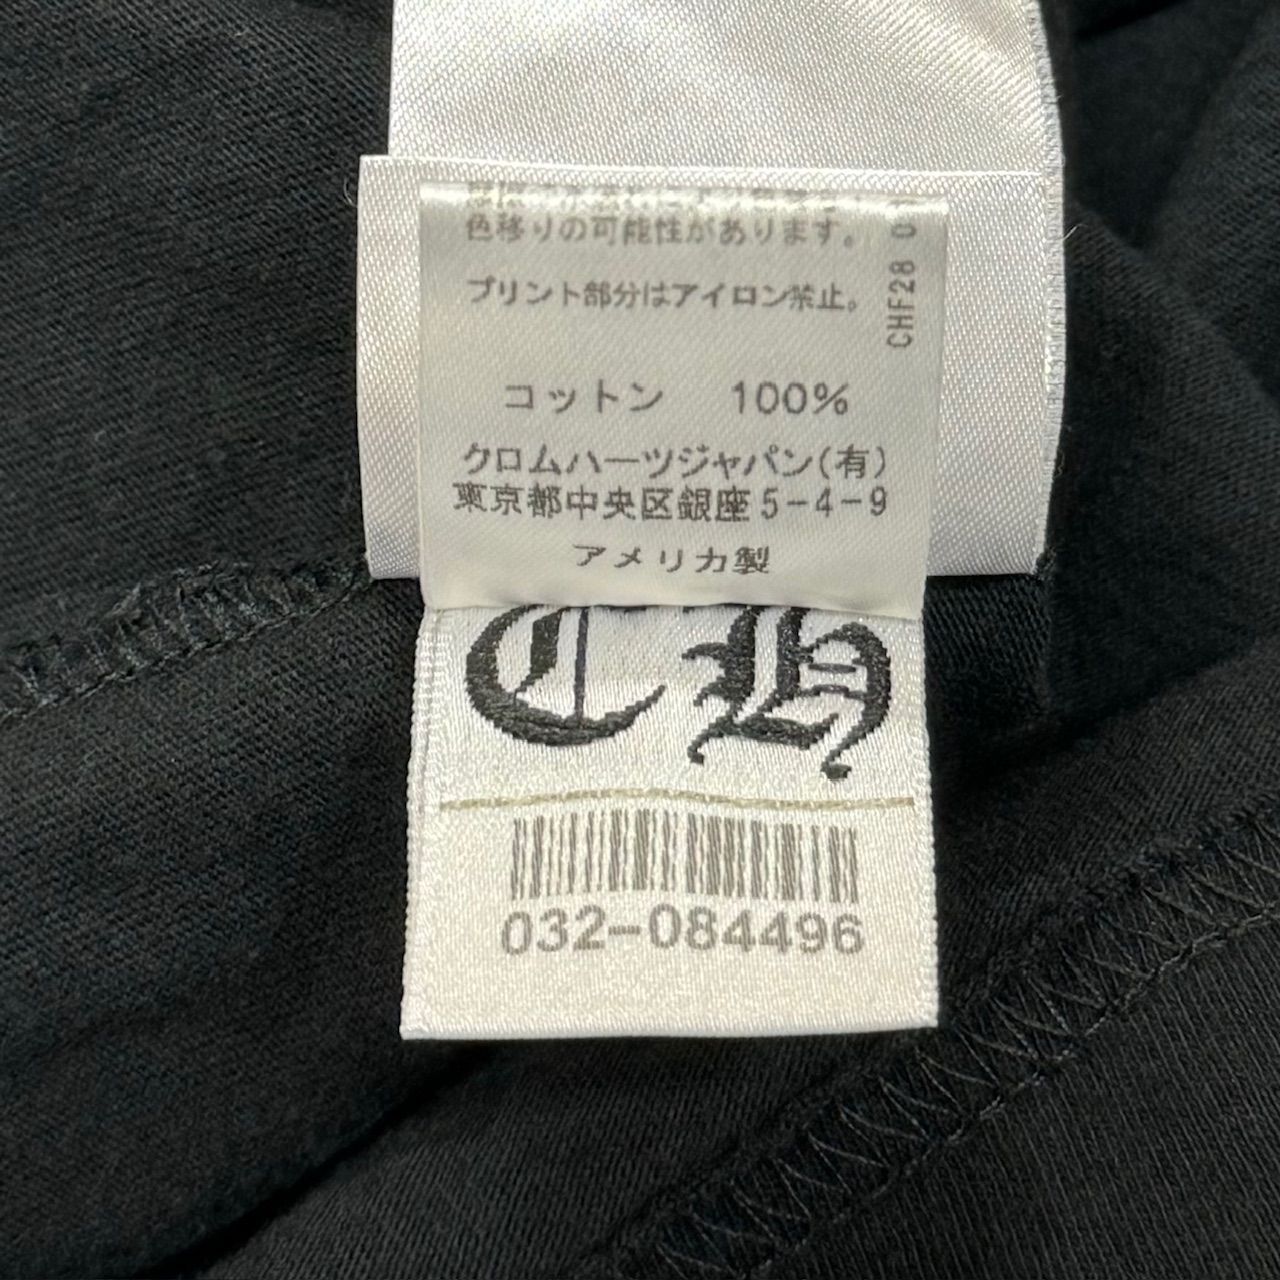 色移りの可能性があります。
プリント部分はアイロン禁止。
CHF28
コットン 100%
クロムハーツジャパン(有)
東京都中央区銀座5-4-9
アメリカ製
CH
032-084496